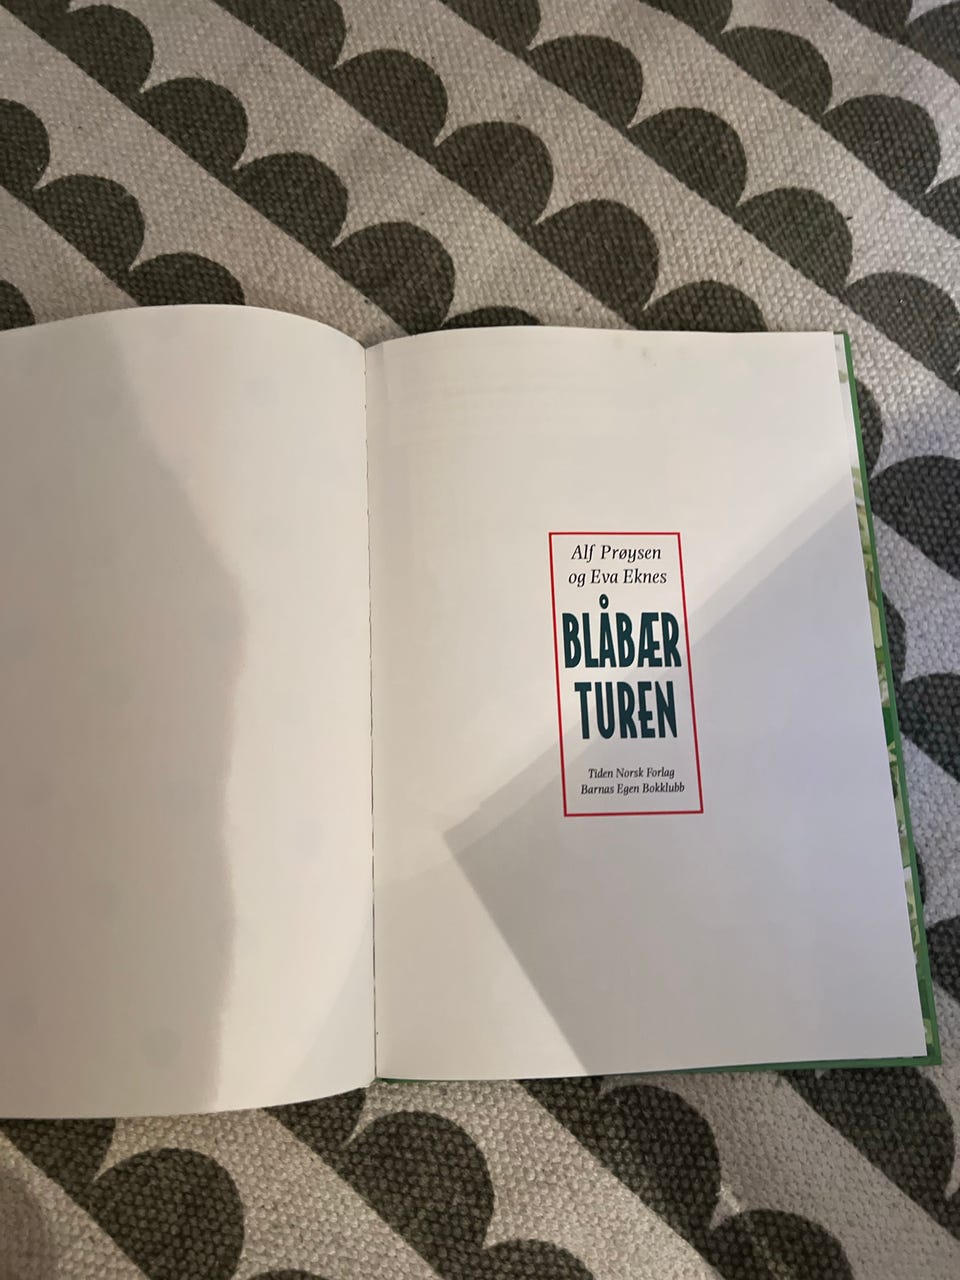 Alf Prøysen
og Eva Eknes
BLÅBÆR
TUREN
Tiden Norsk Forlag
Barnas Egen Bokklubb